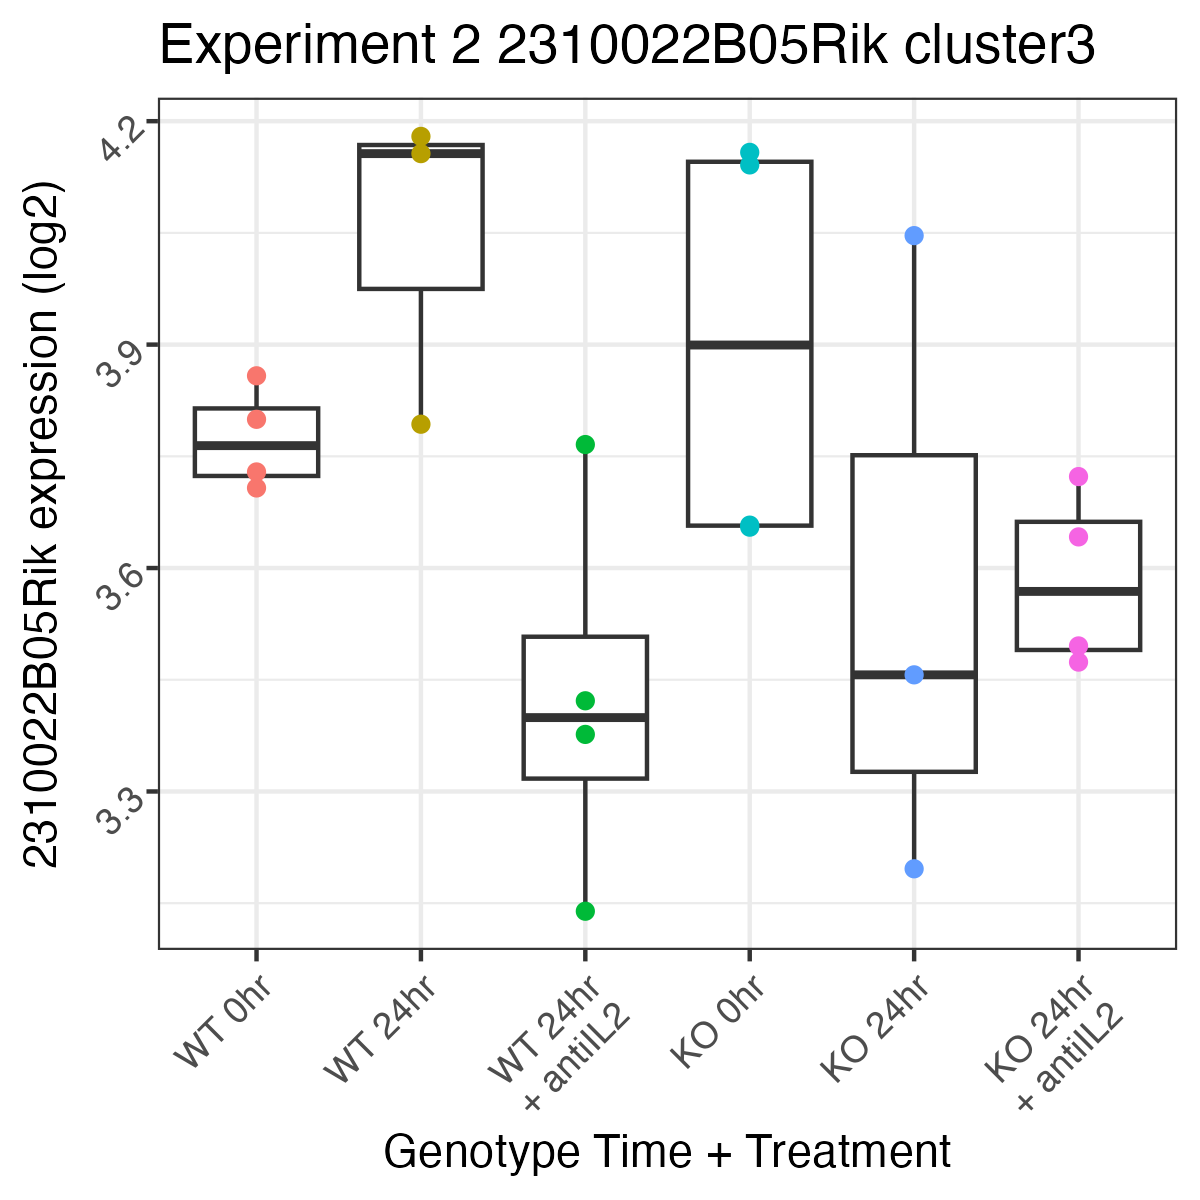 Experiment 2 2310022B05Rik cluster3
2310022B05Rik expression (log2)
4.2
3.9
3.6
3.3
WT 0hr
WT 24hr
WT 24hr
+ antiIL2
KO 0hr
KO 24hr
KO 24hr
+ antiIL2
Genotype Time + Treatment